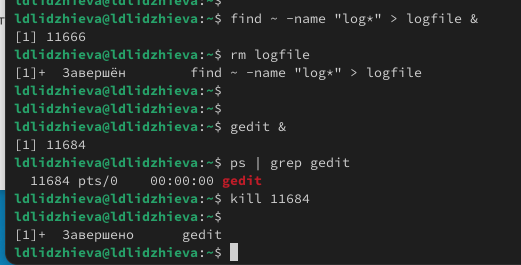 ldlidzhieva@ldlidzhieva:~$
ldlidzhieva@ldlidzhieva:~$ find ~ -name "log*" > logfile &
[1] 11666
ldlidzhieva@ldlidzhieva:~$ rm logfile
[1]+  Завершён        find ~ -name "log*" > logfile
ldlidzhieva@ldlidzhieva:~$
ldlidzhieva@ldlidzhieva:~$
ldlidzhieva@ldlidzhieva:~$ gedit &
[1] 11684
ldlidzhieva@ldlidzhieva:~$ ps | grep gedit
  11684 pts/0    00:00:00 gedit
ldlidzhieva@ldlidzhieva:~$ kill 11684
ldlidzhieva@ldlidzhieva:~$
[1]+  Завершено      gedit
ldlidzhieva@ldlidzhieva:~$